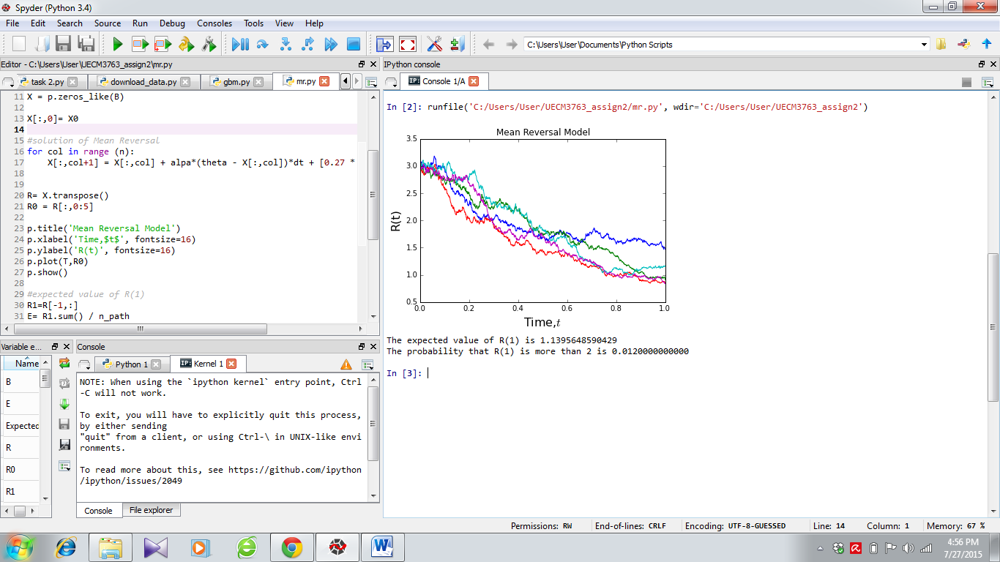 Spyder (Python 3.4)
File Edit Search Source Run Debug Consoles Tools View Help
C:\Users\User\Documents\Python Scripts
Editor - C:\Users\User\UECM3763_assign2\mr.py
task 2.py download_data.py gbm.py mr.py
11 X = p.zeros_like(B)
12
13 X[:,0]= X0
14
15 #solution of Mean Reversal
16 for col in range (n):
17 X[:,col+1] = X[:,col] + alpa*(theta - X[:,col])*dt + [0.27 *
18
19
20 R= X.transpose()
21 R0 = R[:,0:5]
22
23 p.title('Mean Reversal Model')
24 p.xlabel('Time,$t$', fontsize=16)
25 p.ylabel('R(t)', fontsize=16)
26 p.plot(T,R0)
27 p.show()
28
29 #expected value of R(1)
30 R1=R[-1,:]
31 E= R1.sum() / n_path
Variable e...
Name
B
E
Expected
R
R0
R1
Console
Python 1 IP: Kernel 1
NOTE: When using the `ipython kernel` entry point, Ctrl
-C will not work.
To exit, you will have to explicitly quit this process,
by either sending
"quit" from a client, or using Ctrl-\ in UNIX-like envi
ronments.
To read more about this, see https://github.com/ipython
/ipython/issues/2049
Console File explorer
IPython console
IP: Console 1/A
In [2]: runfile('C:/Users/User/UECM3763_assign2/mr.py', wdir='C:/Users/User/UECM3763_assign2')
Mean Reversal Model
3.5
3.0
2.5
2.0
1.5
1.0
0.5
R(t)
0.0 0.2 0.4 0.6 0.8 1.0
Time,t
The expected value of R(1) is 1.1395648590429
The probability that R(1) is more than 2 is 0.0120000000000
In [3]:
Permissions: RW End-of-lines: CRLF Encoding: UTF-8-GUESSED Line: 14 Column: 1 Memory: 67 %
4:56 PM
7/27/2015